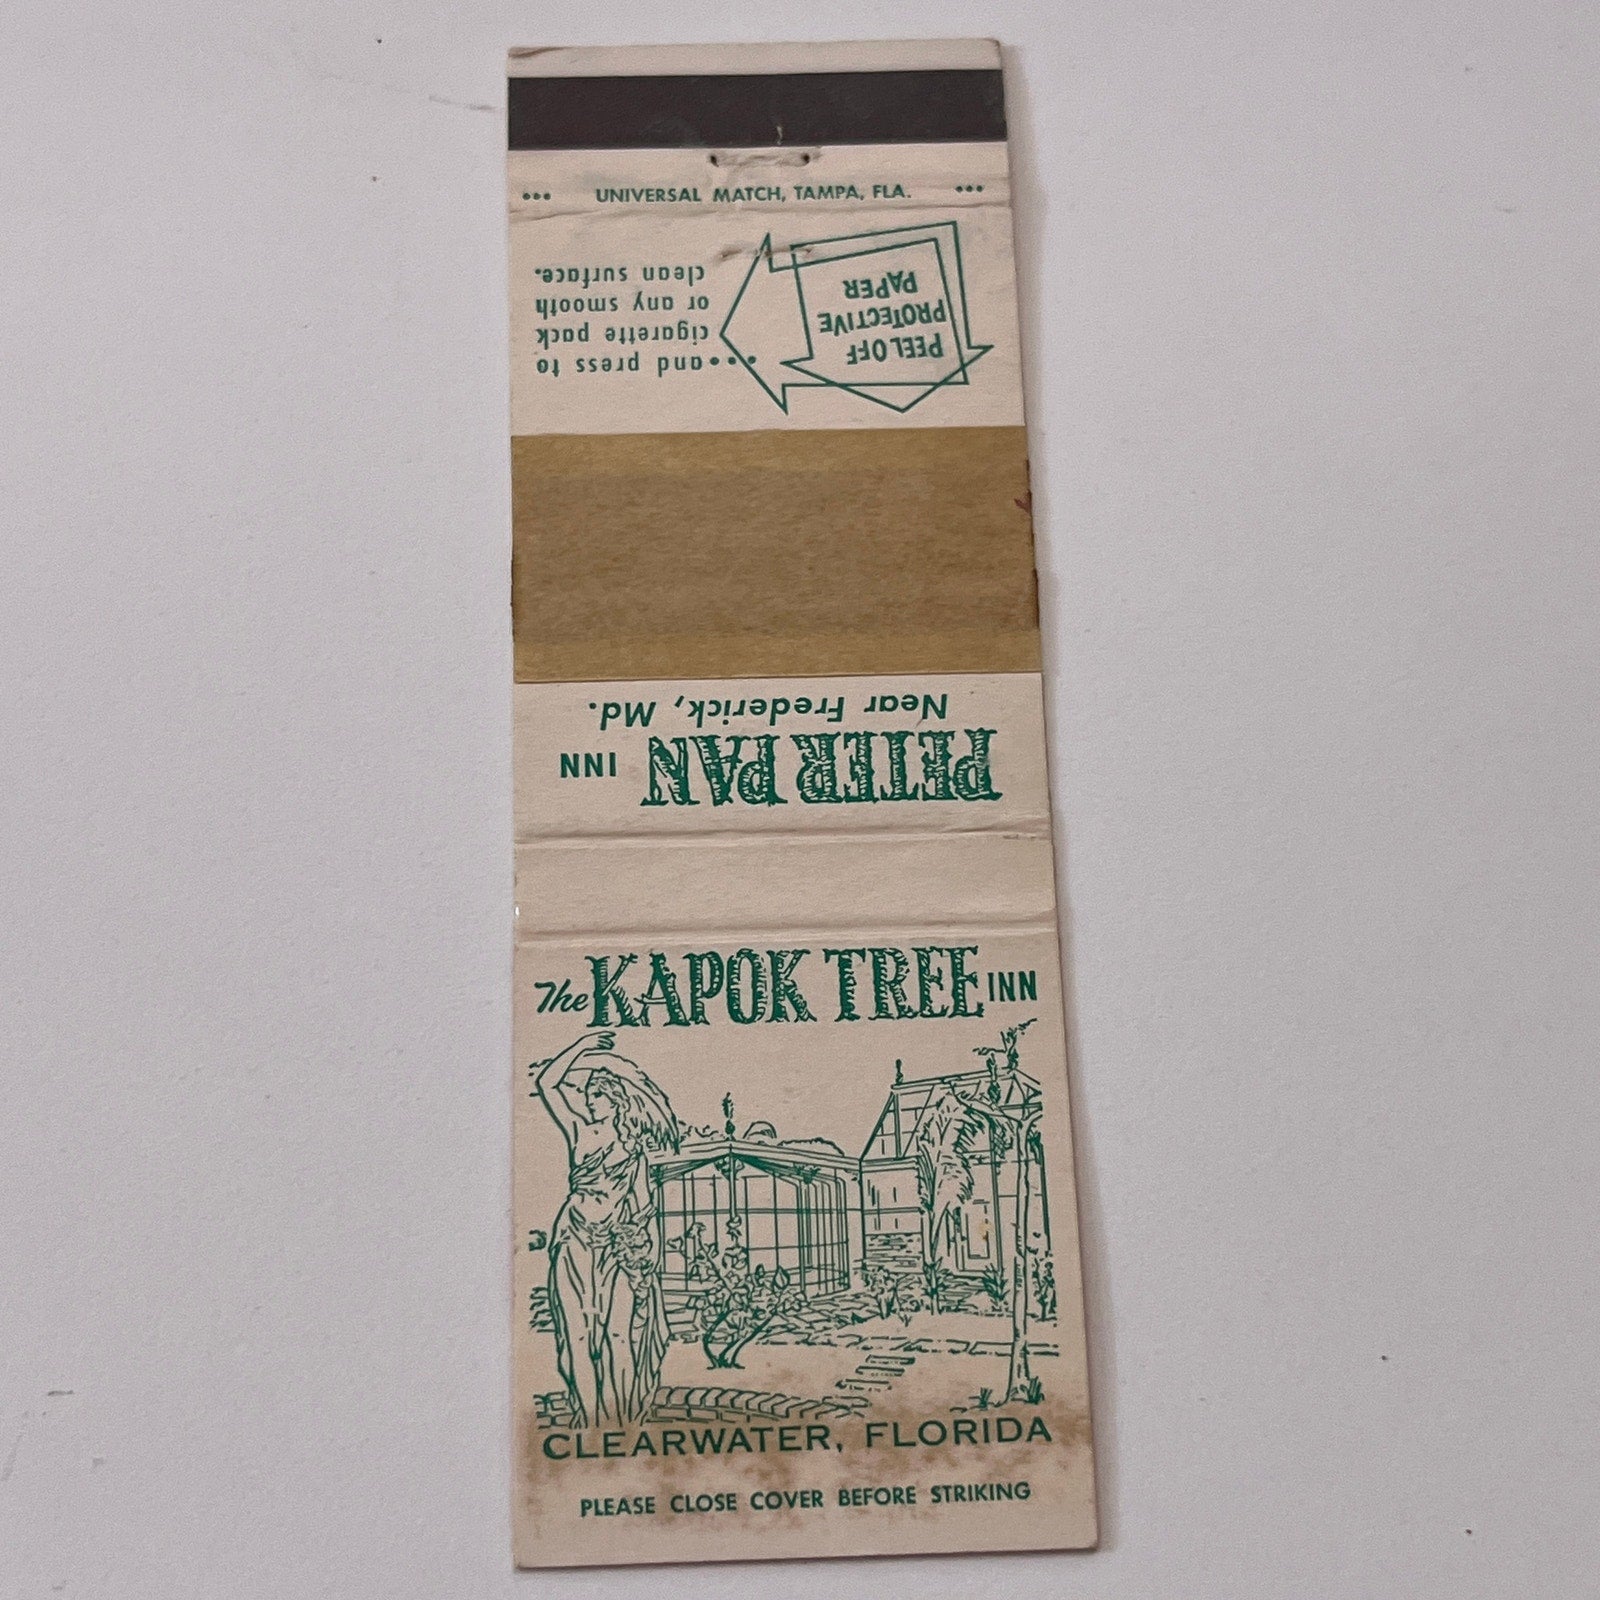 ••• UNIVERSAL MATCH, TAMPA, FLA. •••
PEEL OFF
PROTECTIVE
PAPER
•••and press to
cigarette pack
or any smooth
clean surface.
PETER PAN INN
Near Frederick, Md.
The KAPOK TREE INN
CLEARWATER, FLORIDA
PLEASE CLOSE COVER BEFORE STRIKING